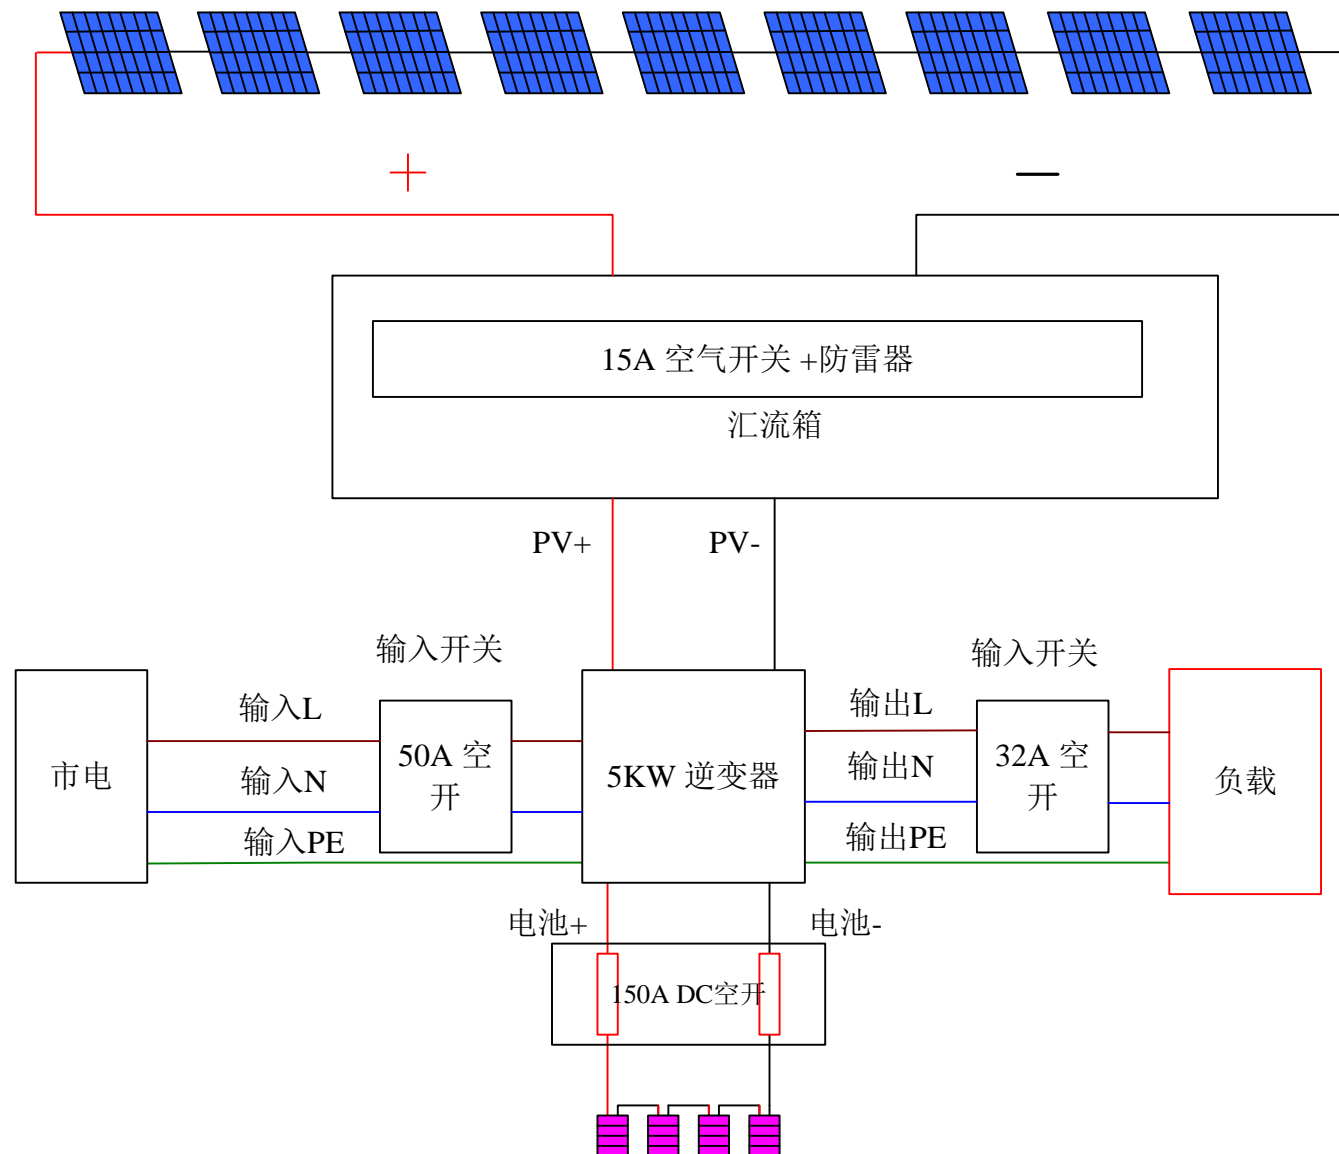 +
—
15A 空气开关 +防雷器
汇流箱
PV+
PV-
输入开关
输入开关
市电
输入L
输入N
输入PE
50A 空
开
5KW 逆变器
输出L
输出N
输出PE
32A 空
开
负载
电池+
电池-
150A DC空开